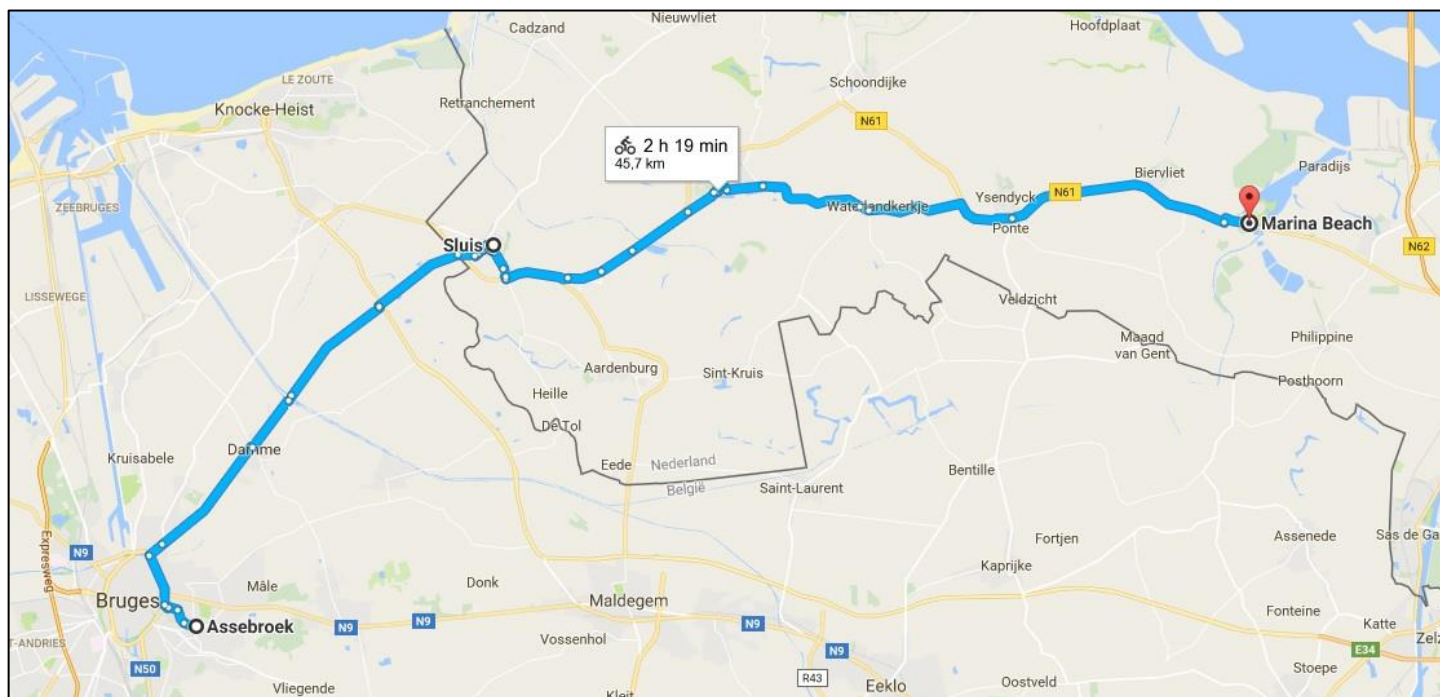 Cadzand
Nieuwvliet
Hoofdplaat
LE ZOUTE
Schoondijke
Knocke-Heist
Retranchement
N61
2 h 19 min
45,7 km
Paradijs
Biervliet
ZEEBRUGES
Ysendyck
N61
Waterlandkerkje
Ponte
Marina Beach
Sluis
N62
LISSEWEGE
Veldzicht
Philippine
Maagd
van Gent
Aardenburg
Sint-Kruis
Posthoorn
Heille
De Tol
Damme
Kruisabele
Eede
Nederland
België
Bentille
Saint-Laurent
Expresweg
N9
Fortjen
Assenede
Sas de Ga
Kaprijke
Mâle
Donk
Bruges
Maldegem
Fonteine
Katte
Assebroek
N9
N9
N9
T-ANDRIES
Vossenhol
Zelz
N50
N9
E34
Stoepe
R43
Vliegende
Kleit
Eeklo
Oostveld